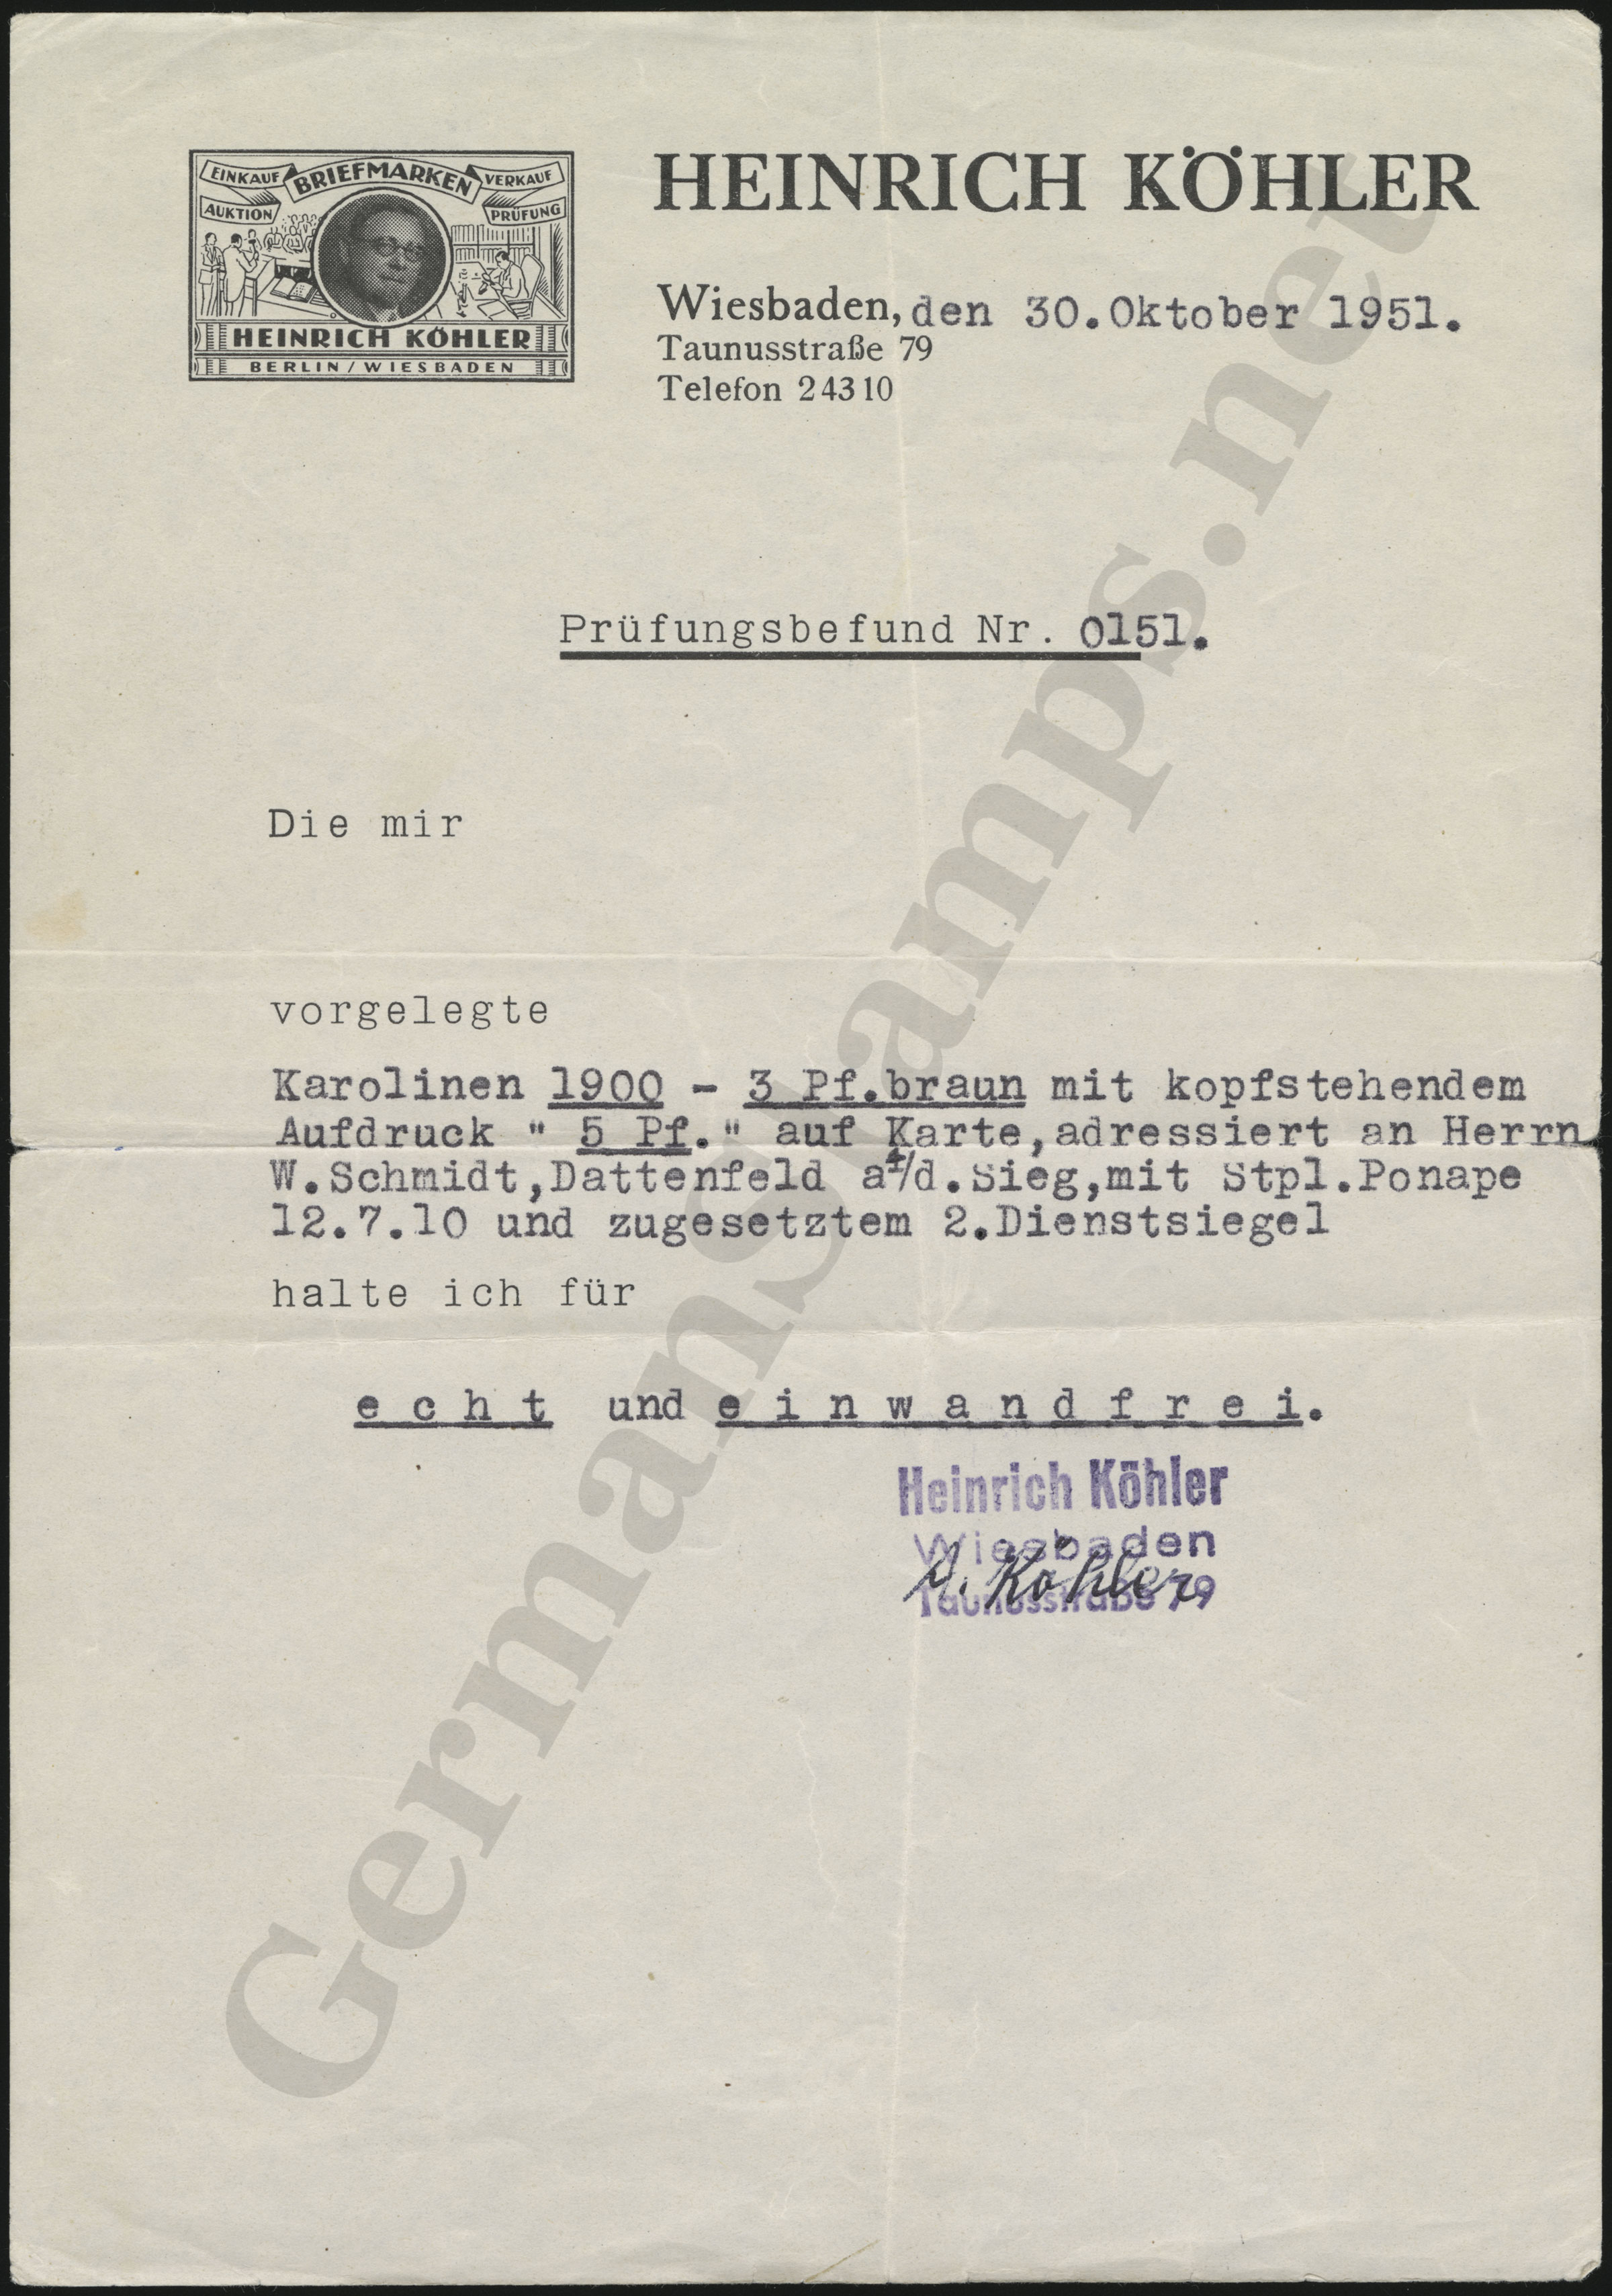 EINKAUF BRIEFMARKEN VERKAUF
AUKTION PRÜFUNG
HEINRICH KÖHLER
BERLIN/WIESBADEN
HEINRICH KÖHLER
Wiesbaden, den 30.Oktober 1951.
Taunusstraße 79
Telefon 24310
Prüfungsbefund Nr. 0151.
Die mir
vorgelegte
Karolinen 1900 - 3 Pf.braun mit kopfstehendem
Aufdruck " 5 Pf." auf Karte,adressiert an Herrn
W.Schmidt,Dattenfeld a/d.Sieg,mit Stpl.Ponape
12.7.10 und zugesetztem 2.Dienstsiegel
halte ich für
e c h t und e i n w a n d f r e i.
Heinrich Köhler
Wiesbaden
H. Köhler
Taunusstraße 79
GermanStamps.net